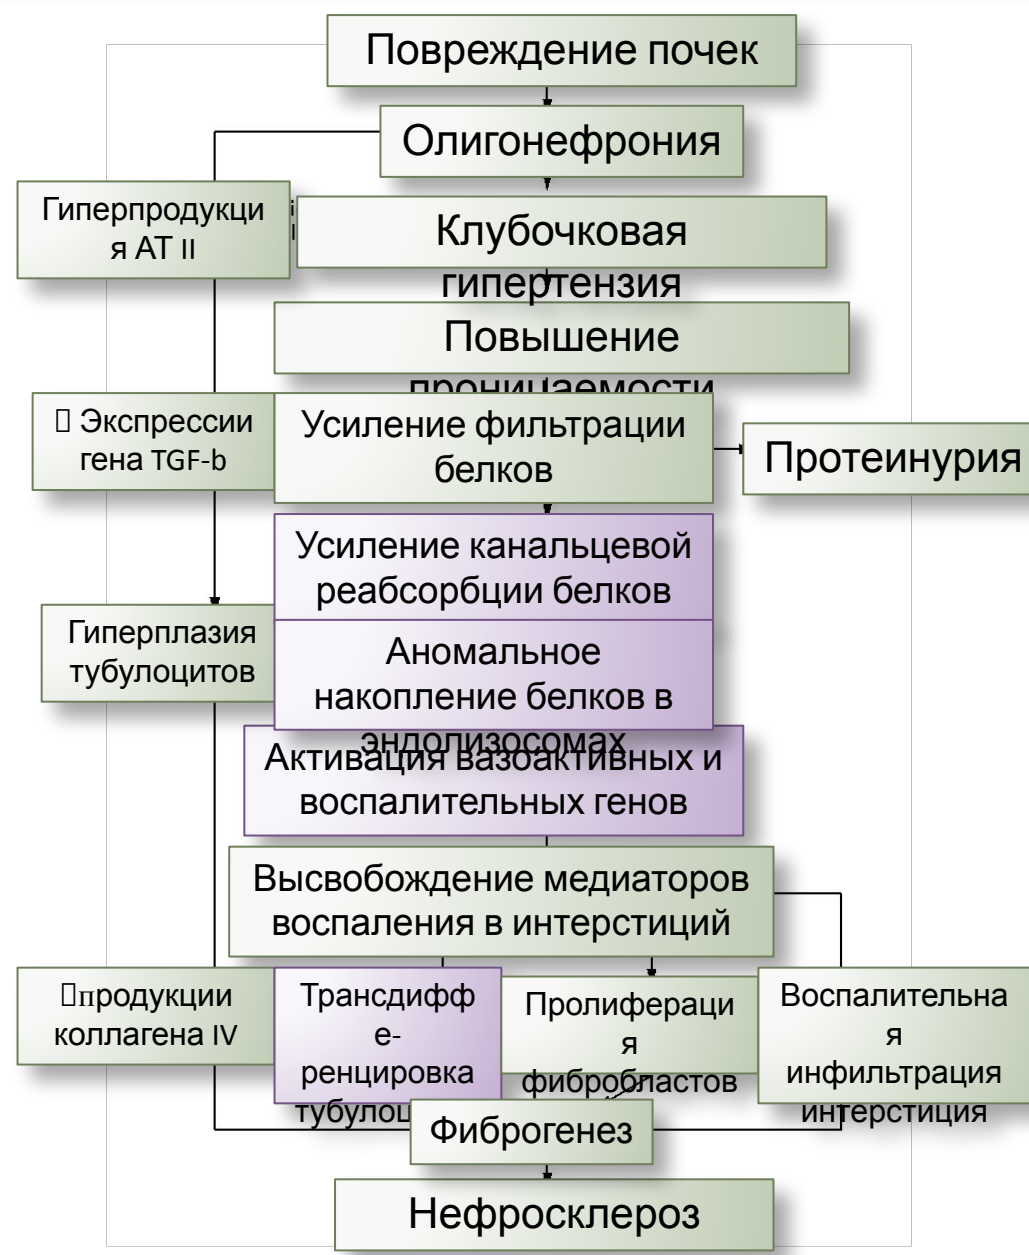 Повреждение почек
Олигонефрония
Гиперпродукци
я АТ II
Клубочковая
гипертензия
Повышение
проницаемости
Экспрессии
гена TGF-b
Усиление фильтрации
белков
Протеинурия
Усиление канальцевой
реабсорбции белков
Гиперплазия
тубулоцитов
Аномальное
накопление белков в
эндолизосомах
Активация вазоактивных и
воспалительных генов
Высвобождение медиаторов
воспаления в интерстиций
продукции
коллагена IV
Трансдифф
е-
ренцировка
Пролифераци
я
фибробластов
Воспалительна
я
инфильтрация
интерстиция
Фиброгенез
Нефросклероз